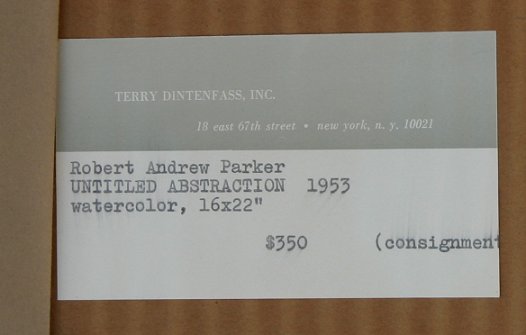 TERRY DINTENFASS, INC.
18 east 67th street • new york, n. y. 10021
Robert Andrew Parker
UNTITLED ABSTRACTION 1953
watercolor, 16x22"
$350 (consignment